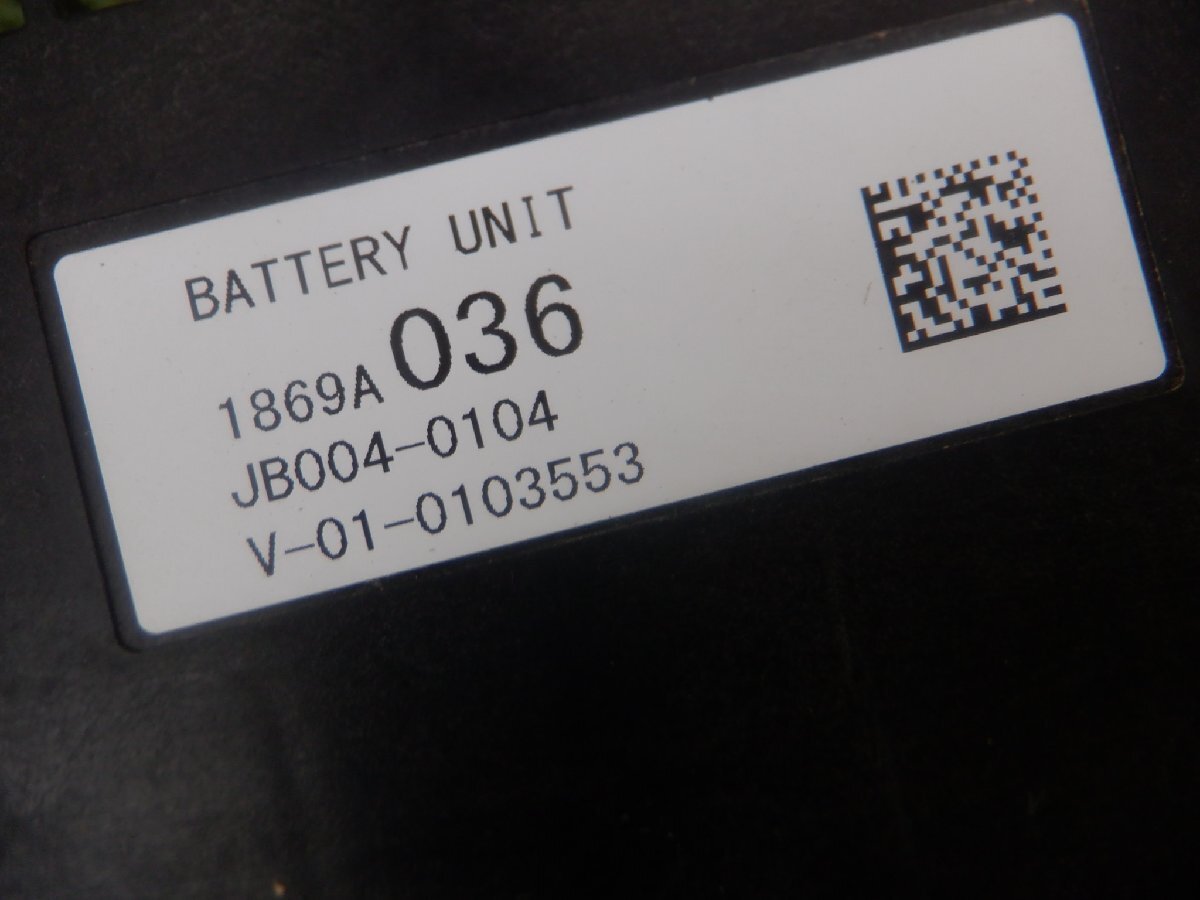 BATTERY UNIT
1869A036
JB004-0104
V-01-0103553